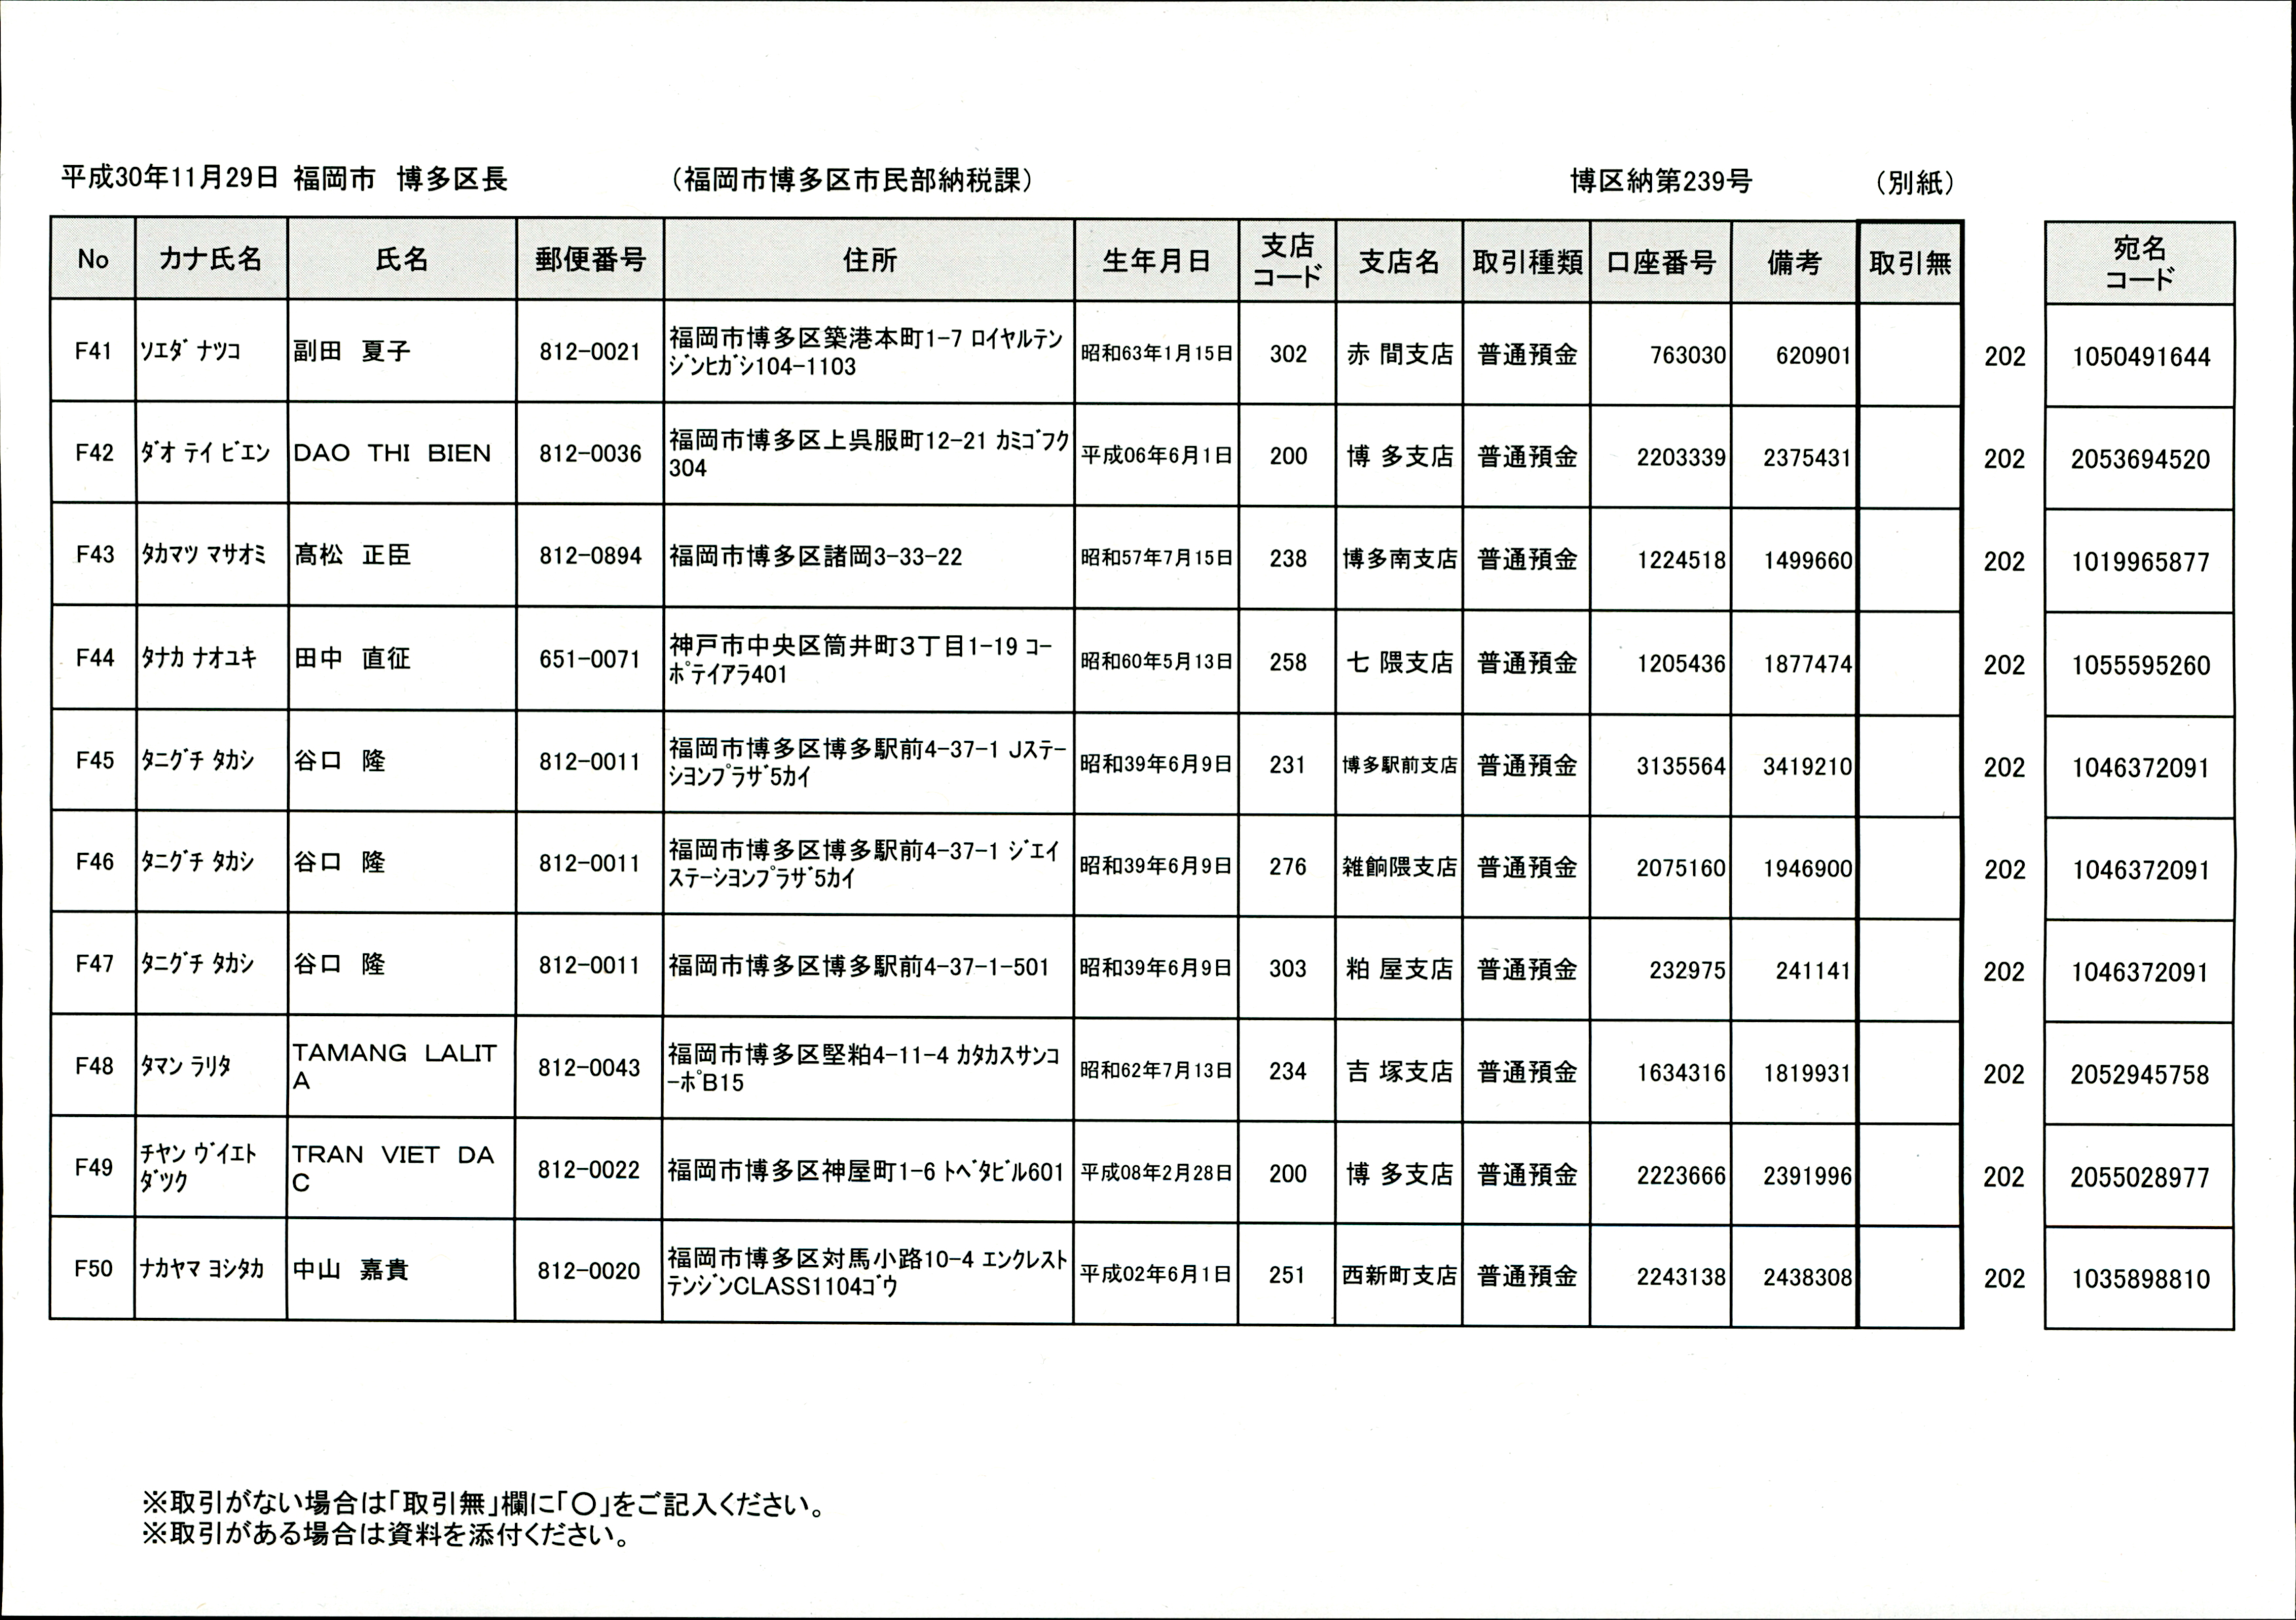 平成30年11月29日 福岡市　博多区長　（福岡市博多区市民部納税課）　博区納第239号　（別紙）
No　カナ氏名　氏名　郵便番号　住所　生年月日　支店コード　支店名　取引種類　口座番号　備考　取引無　宛名コード
F41　ｿｴﾀﾞ ﾅﾂｺ　副田　夏子　812-0021　福岡市博多区築港本町1-7 ﾛｲﾔﾙﾃﾝｼﾞﾝﾋｶﾞｼ104-1103　昭和63年1月15日　302　赤 間支店　普通預金　763030　620901　202　1050491644
F42　ﾀﾞｵ ﾃｲ ﾋﾞｴﾝ　DAO　THI　BIEN　812-0036　福岡市博多区上呉服町12-21 ｶﾐｺﾞﾌｸ304　平成06年6月1日　200　博 多支店　普通預金　2203339　2375431　202　2053694520
F43　ﾀｶﾏﾂ ﾏｻｵﾐ　髙松　正臣　812-0894　福岡市博多区諸岡3-33-22　昭和57年7月15日　238　博多南支店　普通預金　1224518　1499660　202　1019965877
F44　ﾀﾅｶ ﾅｵﾕｷ　田中　直征　651-0071　神戸市中央区筒井町３丁目1-19 ｺｰﾎﾟﾃｲｱﾗ401　昭和60年5月13日　258　七 隈支店　普通預金　1205436　1877474　202　1055595260
F45　ﾀﾆｸﾞﾁ ﾀｶｼ　谷口　隆　812-0011　福岡市博多区博多駅前4-37-1 Jｽﾃｰｼﾖﾝﾌﾟﾗｻﾞ5ｶｲ　昭和39年6月9日　231　博多駅前支店　普通預金　3135564　3419210　202　1046372091
F46　ﾀﾆｸﾞﾁ ﾀｶｼ　谷口　隆　812-0011　福岡市博多区博多駅前4-37-1 ｼﾞｴｲｽﾃｰｼﾖﾝﾌﾟﾗｻﾞ5ｶｲ　昭和39年6月9日　276　雑餉隈支店　普通預金　2075160　1946900　202　1046372091
F47　ﾀﾆｸﾞﾁ ﾀｶｼ　谷口　隆　812-0011　福岡市博多区博多駅前4-37-1-501　昭和39年6月9日　303　粕 屋支店　普通預金　232975　241141　202　1046372091
F48　ﾀﾏﾝ ﾗﾘﾀ　TAMANG　LALITA　812-0043　福岡市博多区堅粕4-11-4 ｶﾀｶｽｻﾝｺｰﾎﾟB15　昭和62年7月13日　234　吉 塚支店　普通預金　1634316　1819931　202　2052945758
F49　ﾁﾔﾝ ｳﾞｲｴﾄ ﾀﾞﾂｸ　TRAN　VIET　DAC　812-0022　福岡市博多区神屋町1-6 ﾄﾍﾞﾀﾋﾞﾙ601　平成08年2月28日　200　博 多支店　普通預金　2223666　2391996　202　2055028977
F50　ﾅｶﾔﾏ ﾖｼﾀｶ　中山　嘉貴　812-0020　福岡市博多区対馬小路10-4 ｴﾝｸﾚｽﾄﾃﾝｼﾞﾝCLASS1104ｺﾞｳ　平成02年6月1日　251　西新町支店　普通預金　2243138　2438308　202　1035898810
※取引がない場合は「取引無」欄に「〇」をご記入ください。
※取引がある場合は資料を添付ください。